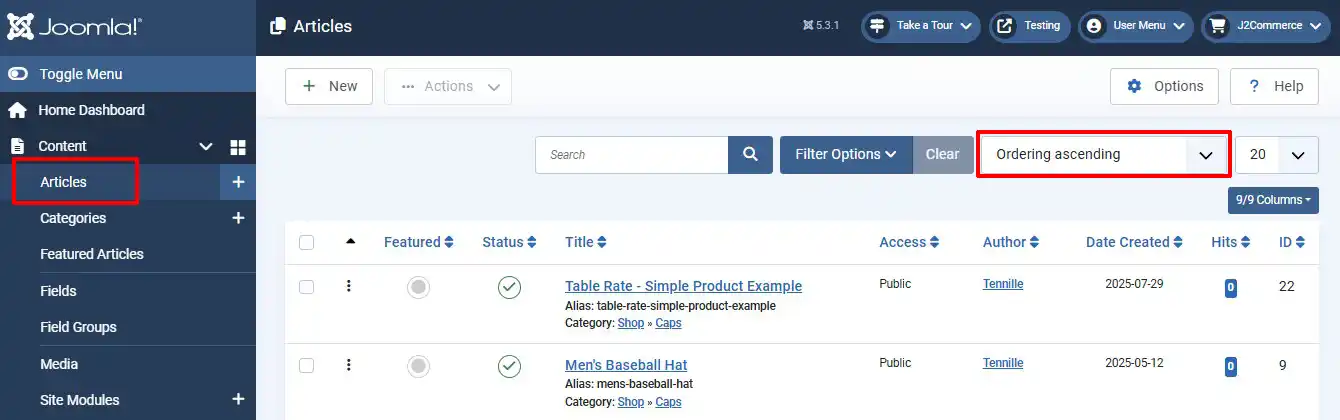 Joomla!
Articles
5.3.1
Take a Tour
Testing
User Menu
J2Commerce
Toggle Menu
Home Dashboard
Content
Articles
Categories
Featured Articles
Fields
Field Groups
Media
Site Modules
New
Actions
Options
? Help
Search
Filter Options
Clear
Ordering ascending
20
9/9 Columns
Featured Status Title Access Author Date Created Hits ID
Table Rate - Simple Product Example Public Tennille 2025-07-29 0 22
Alias: table-rate-simple-product-example
Category: Shop » Caps
Men's Baseball Hat Public Tennille 2025-05-12 0 9
Alias: mens-baseball-hat
Category: Shop » Caps